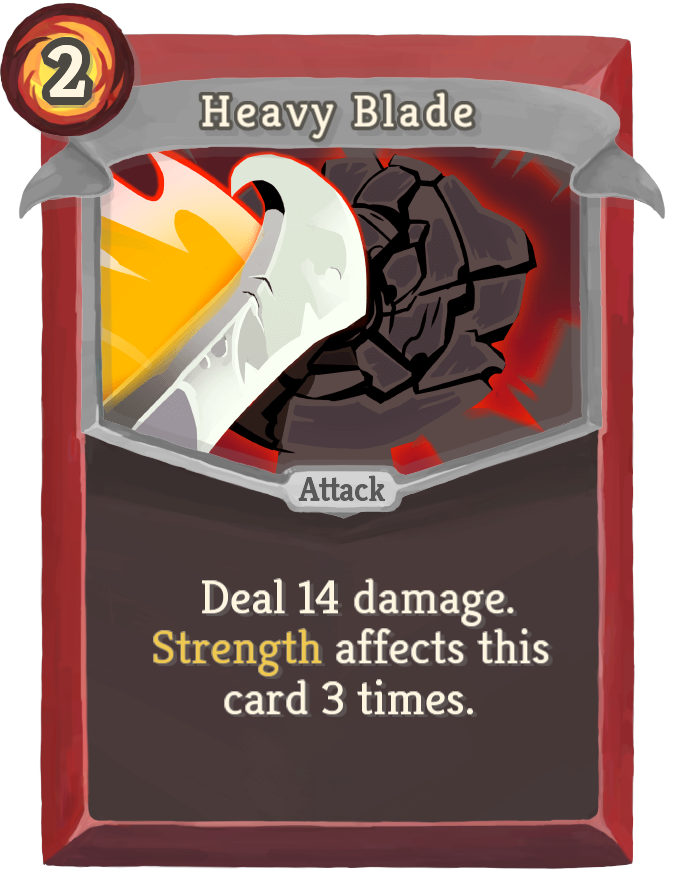 2
Heavy Blade
Attack
Deal 14 damage.
Strength affects this
card 3 times.